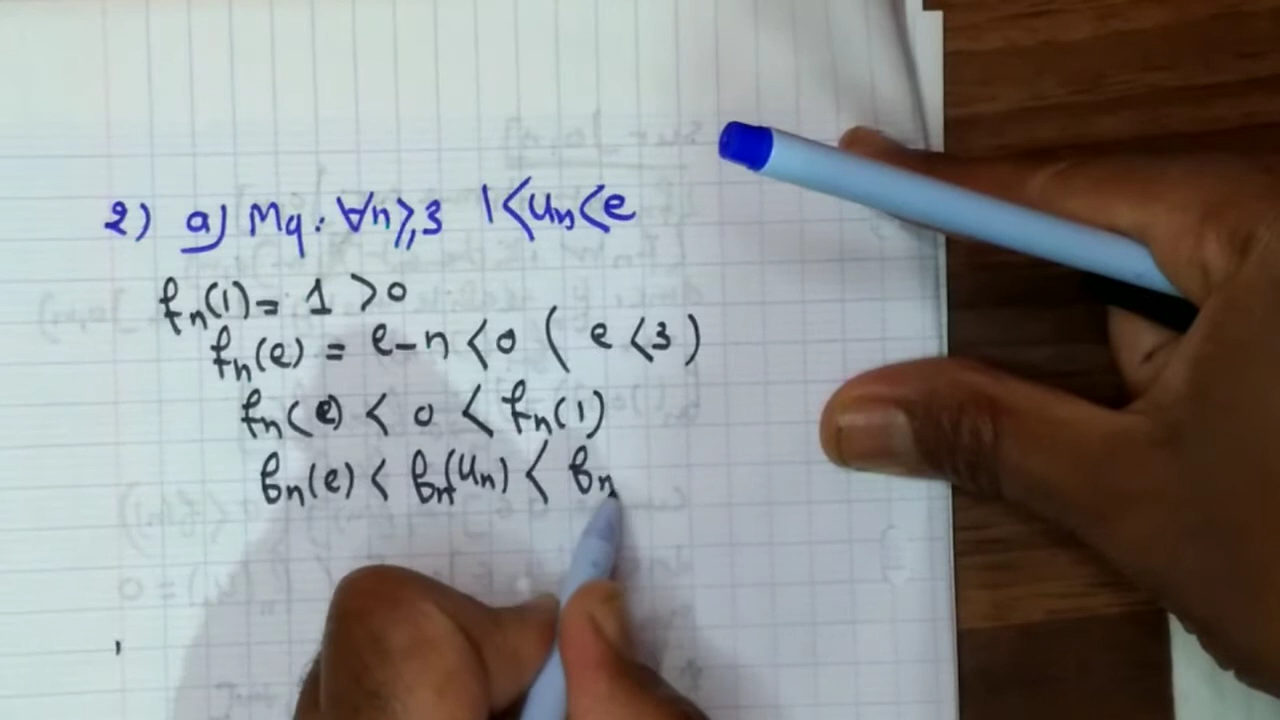 2) a) Mq: ∀n⩾3 1<uₙ<e
fₙ(1) = 1 >0
fₙ(e) = e-n <0 ( e <3)
fₙ(e) < 0 < fₙ(1)
fₙ(e) < fₙ(uₙ) < fₙ